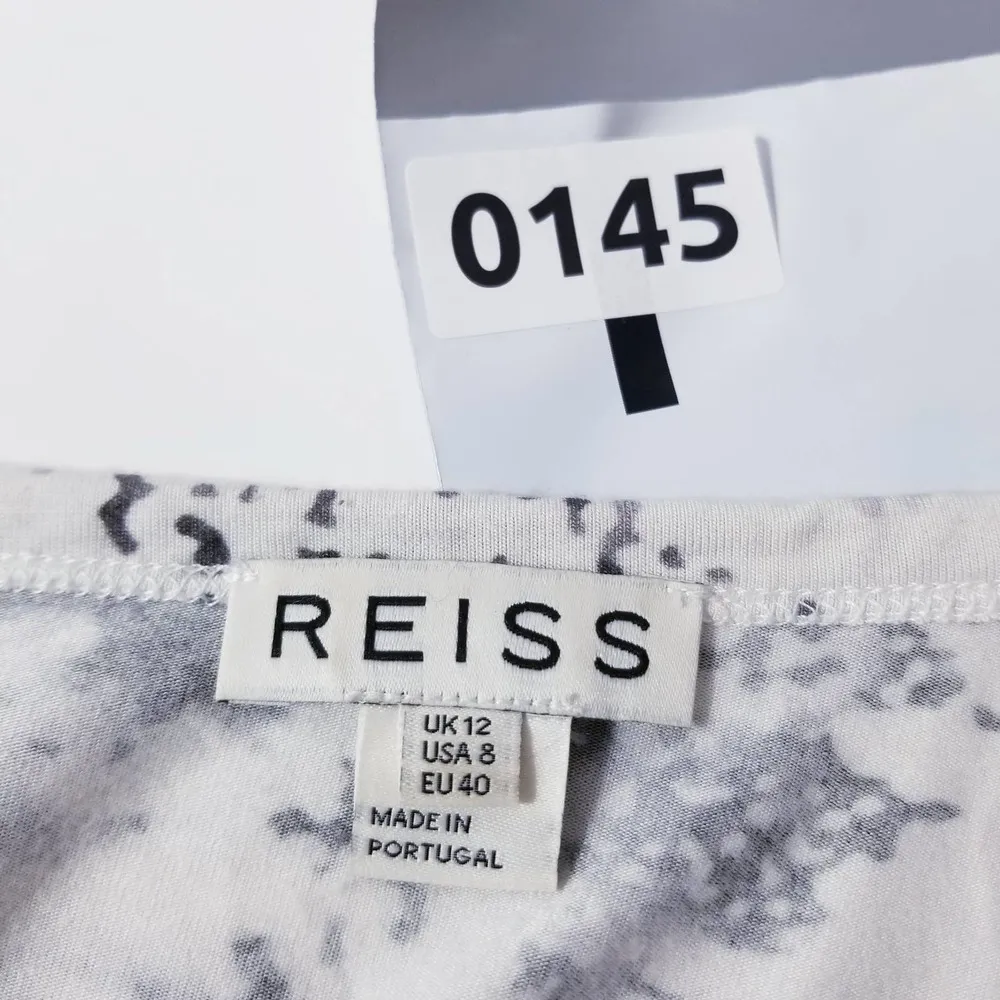 0145
REISS
UK 12
USA 8
EU 40
MADE IN
PORTUGAL